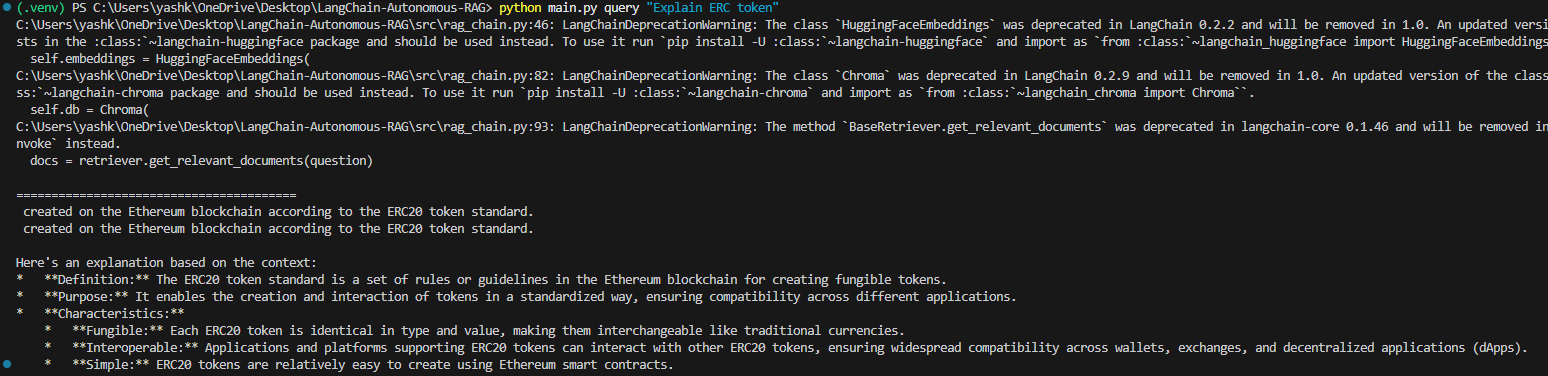 (.venv) PS C:\Users\yashk\OneDrive\Desktop\LangChain-Autonomous-RAG> python main.py query "Explain ERC token"
C:\Users\yashk\OneDrive\Desktop\LangChain-Autonomous-RAG\src\rag_chain.py:46: LangChainDeprecationWarning: The class `HuggingFaceEmbeddings` was deprecated in LangChain 0.2.2 and will be removed in 1.0. An updated versi
sts in the :class:`~langchain-huggingface package and should be used instead. To use it run `pip install -U :class:`~langchain-huggingface` and import as `from :class:`~langchain_huggingface import HuggingFaceEmbeddings
self.embeddings = HuggingFaceEmbeddings(
C:\Users\yashk\OneDrive\Desktop\LangChain-Autonomous-RAG\src\rag_chain.py:82: LangChainDeprecationWarning: The class `Chroma` was deprecated in LangChain 0.2.9 and will be removed in 1.0. An updated version of the class
ss:`~langchain-chroma package and should be used instead. To use it run `pip install -U :class:`~langchain-chroma` and import as `from :class:`~langchain_chroma import Chroma``.
self.db = Chroma(
C:\Users\yashk\OneDrive\Desktop\LangChain-Autonomous-RAG\src\rag_chain.py:93: LangChainDeprecationWarning: The method `BaseRetriever.get_relevant_documents` was deprecated in langchain-core 0.1.46 and will be removed in
nvoke` instead.
docs = retriever.get_relevant_documents(question)
========================================
created on the Ethereum blockchain according to the ERC20 token standard.
created on the Ethereum blockchain according to the ERC20 token standard.
Here's an explanation based on the context:
* **Definition:** The ERC20 token standard is a set of rules or guidelines in the Ethereum blockchain for creating fungible tokens.
* **Purpose:** It enables the creation and interaction of tokens in a standardized way, ensuring compatibility across different applications.
* **Characteristics:**
* **Fungible:** Each ERC20 token is identical in type and value, making them interchangeable like traditional currencies.
* **Interoperable:** Applications and platforms supporting ERC20 tokens can interact with other ERC20 tokens, ensuring widespread compatibility across wallets, exchanges, and decentralized applications (dApps).
* **Simple:** ERC20 tokens are relatively easy to create using Ethereum smart contracts.